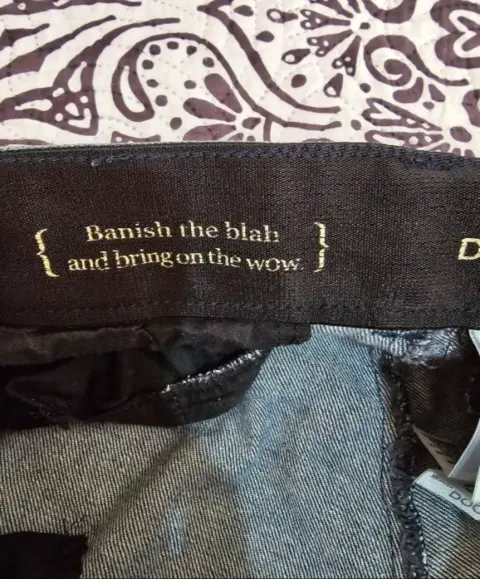 { Banish the blah
and bring on the wow. }
D